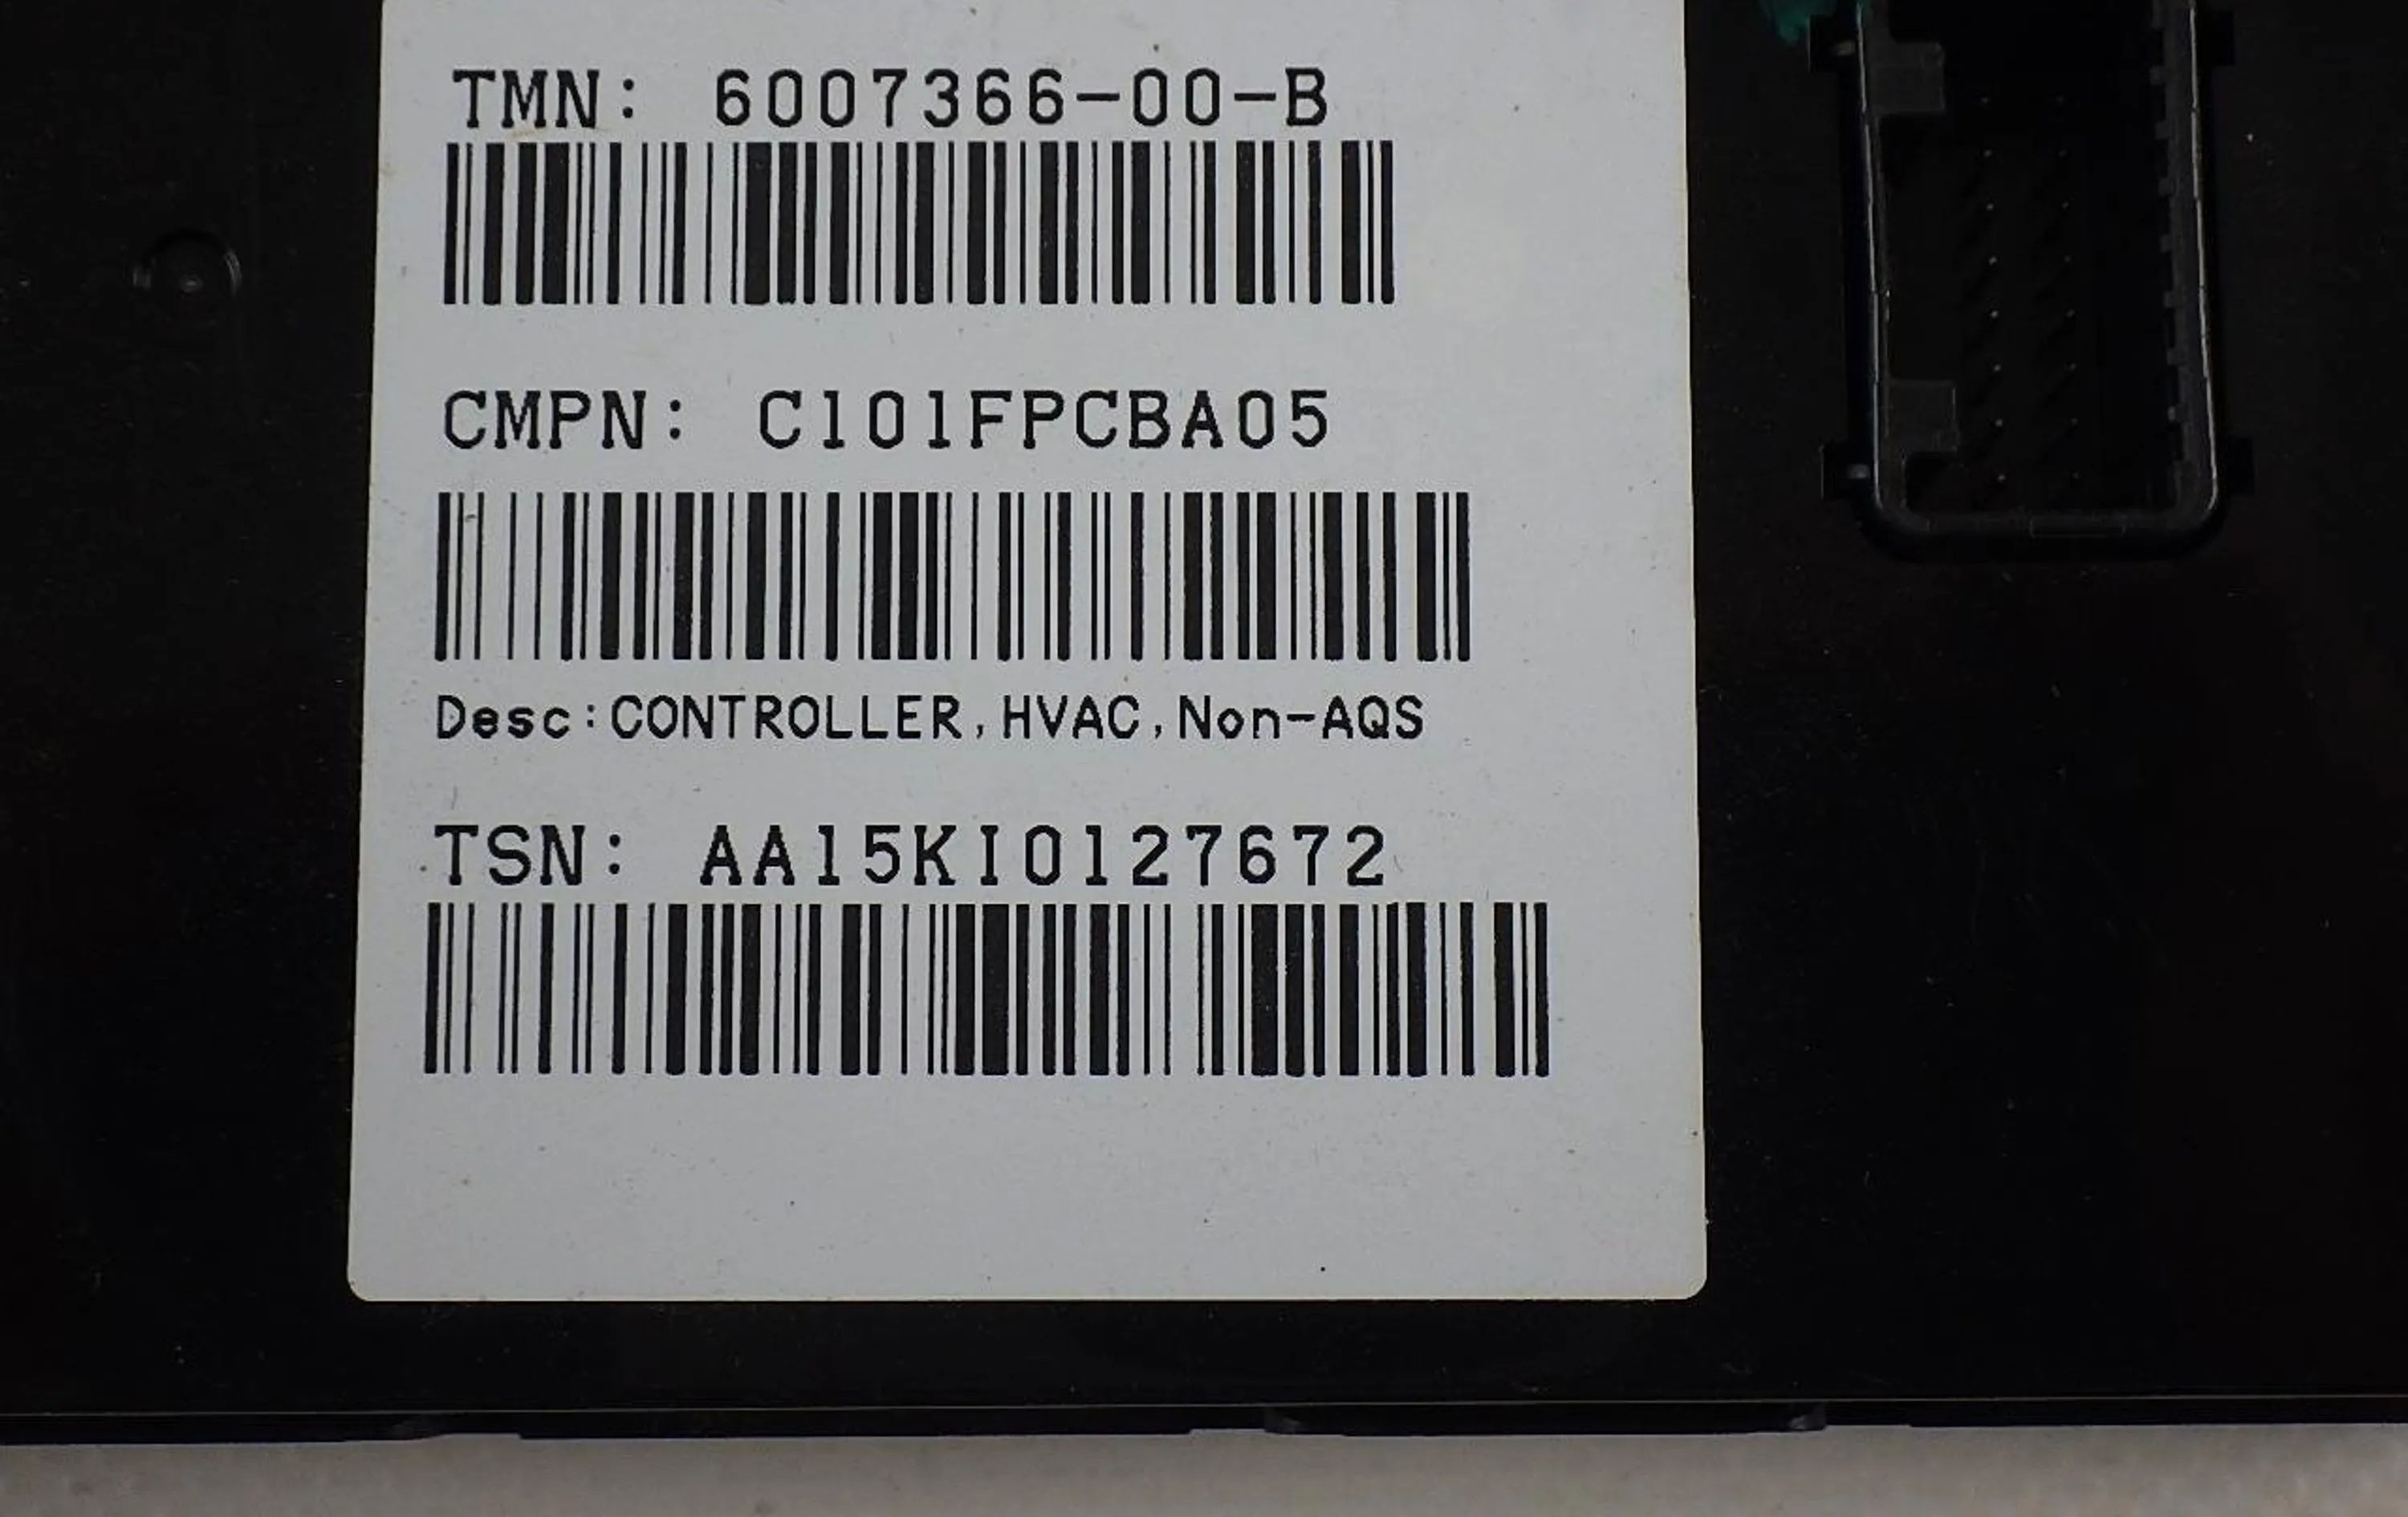 TMN: 6007366-00-B
CMPN: C101FPCBA05
Desc:CONTROLLER,HVAC,Non-AQS
TSN: AA15KI0127672